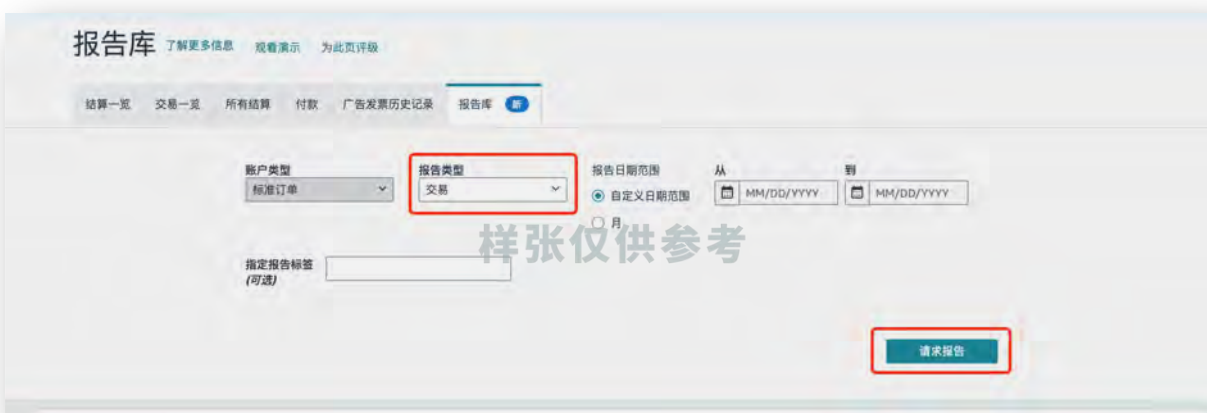 报告库 了解更多信息 观看演示 为此页评级
结算一览 交易一览 所有结算 付款 广告发票历史记录 报告库 新
账户类型 报告类型 报告日期范围 从 到
标准订单 交易 自定义日期范围 MM/DD/YYYY MM/DD/YYYY
月
样张仅供参考
指定报告标签
(可选)
请求报告